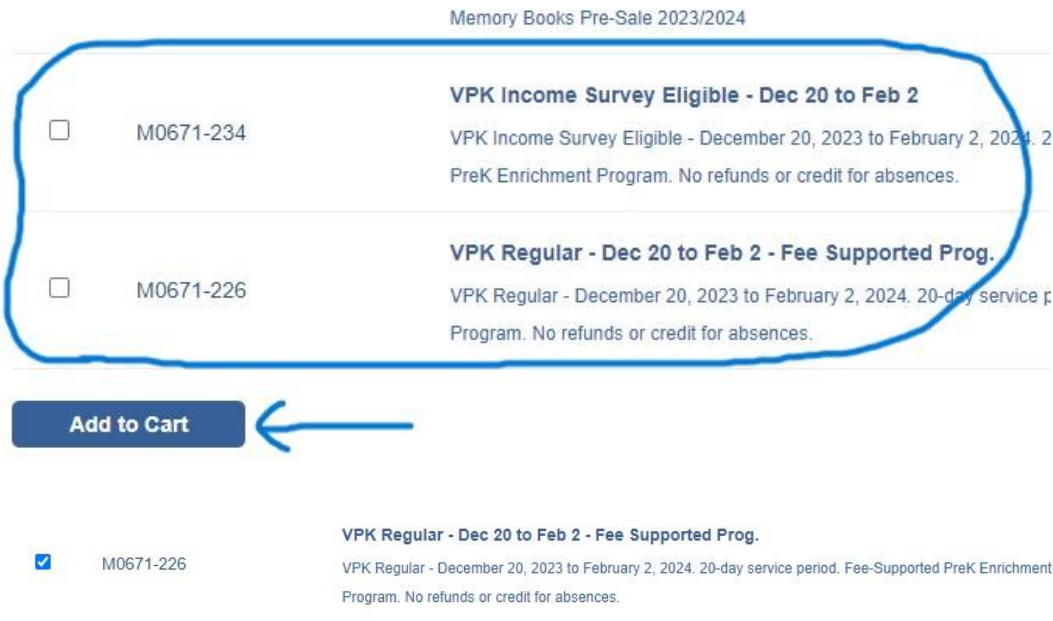 Memory Books Pre-Sale 2023/2024
VPK Income Survey Eligible - Dec 20 to Feb 2
M0671-234
VPK Income Survey Eligible - December 20, 2023 to February 2, 2024. 2
PreK Enrichment Program. No refunds or credit for absences.
VPK Regular - Dec 20 to Feb 2 - Fee Supported Prog.
M0671-226
VPK Regular - December 20, 2023 to February 2, 2024. 20-day service p
Program. No refunds or credit for absences.
Add to Cart
VPK Regular - Dec 20 to Feb 2 - Fee Supported Prog.
M0671-226
VPK Regular - December 20, 2023 to February 2, 2024. 20-day service period. Fee-Supported PreK Enrichment
Program. No refunds or credit for absences.